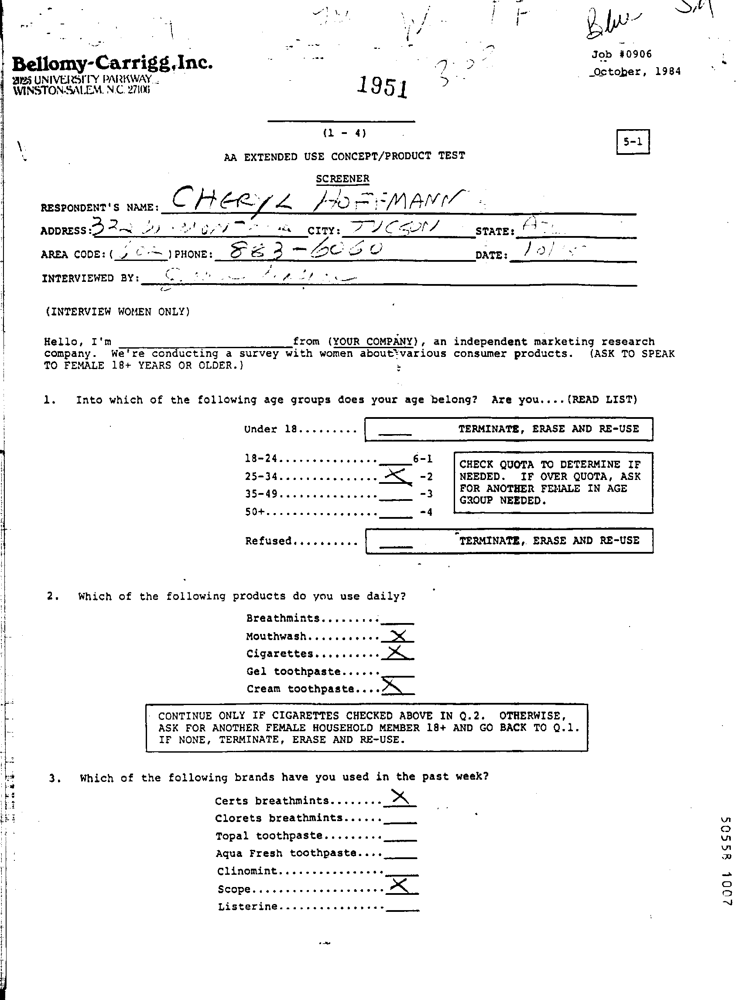 Blue
Bellomy-Carrigg, Inc.
UNIVERSITY PARKWAY
WINSTON-SALEM, N.C. 27106
Job #0906
October, 1984
1951
(1 - 4)
5-1
AA EXTENDED USE CONCEPT/PRODUCT TEST
SCREENER
RESPONDENT'S NAME: CHERYL HOFFMANN
ADDRESS: CITY: TUCSON STATE:
AREA CODE: ( ) PHONE: 883-6060 DATE:
INTERVIEWED BY:
(INTERVIEW WOMEN ONLY)
Hello, I'm ____ from (YOUR COMPANY), an independent marketing research
company. We're conducting a survey with women about various consumer products. (ASK TO SPEAK
TO FEMALE 18+ YEARS OR OLDER.)
1. Into which of the following age groups does your age belong? Are you....(READ LIST)
Under 18......... ____ TERMINATE, ERASE AND RE-USE
18-24............... ____ 6-1
25-34............... X -2
35-49............... ____ -3
50+................. ____ -4
CHECK QUOTA TO DETERMINE IF
NEEDED. IF OVER QUOTA, ASK
FOR ANOTHER FEMALE IN AGE
GROUP NEEDED.
Refused.......... ____ TERMINATE, ERASE AND RE-USE
2. Which of the following products do you use daily?
Breathmints......... ____
Mouthwash........... X
Cigarettes.......... X
Gel toothpaste...... ____
Cream toothpaste.... X
CONTINUE ONLY IF CIGARETTES CHECKED ABOVE IN Q.2. OTHERWISE,
ASK FOR ANOTHER FEMALE HOUSEHOLD MEMBER 18+ AND GO BACK TO Q.1.
IF NONE, TERMINATE, ERASE AND RE-USE.
3. Which of the following brands have you used in the past week?
Certs breathmints........ X
Clorets breathmints...... ____
Topal toothpaste......... ____
Aqua Fresh toothpaste.... ____
Clinomint................ ____
Scope.................... X
Listerine................ ____
50558 1007